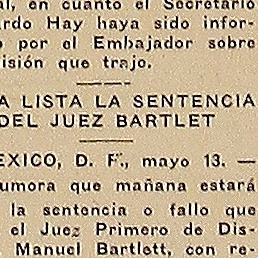 al, en cuanto el Secretario
ardo Hay haya sido infor-
o por el Embajador sobre
isión que trajo.
A LISTA LA SENTENCIA
DEL JUEZ BARTLET
EXICO, D. F., mayo 13. —
umora que mañana estará
la sentencia o fallo que
el Juez Primero de Dis-
Manuel Bartlett, con re-